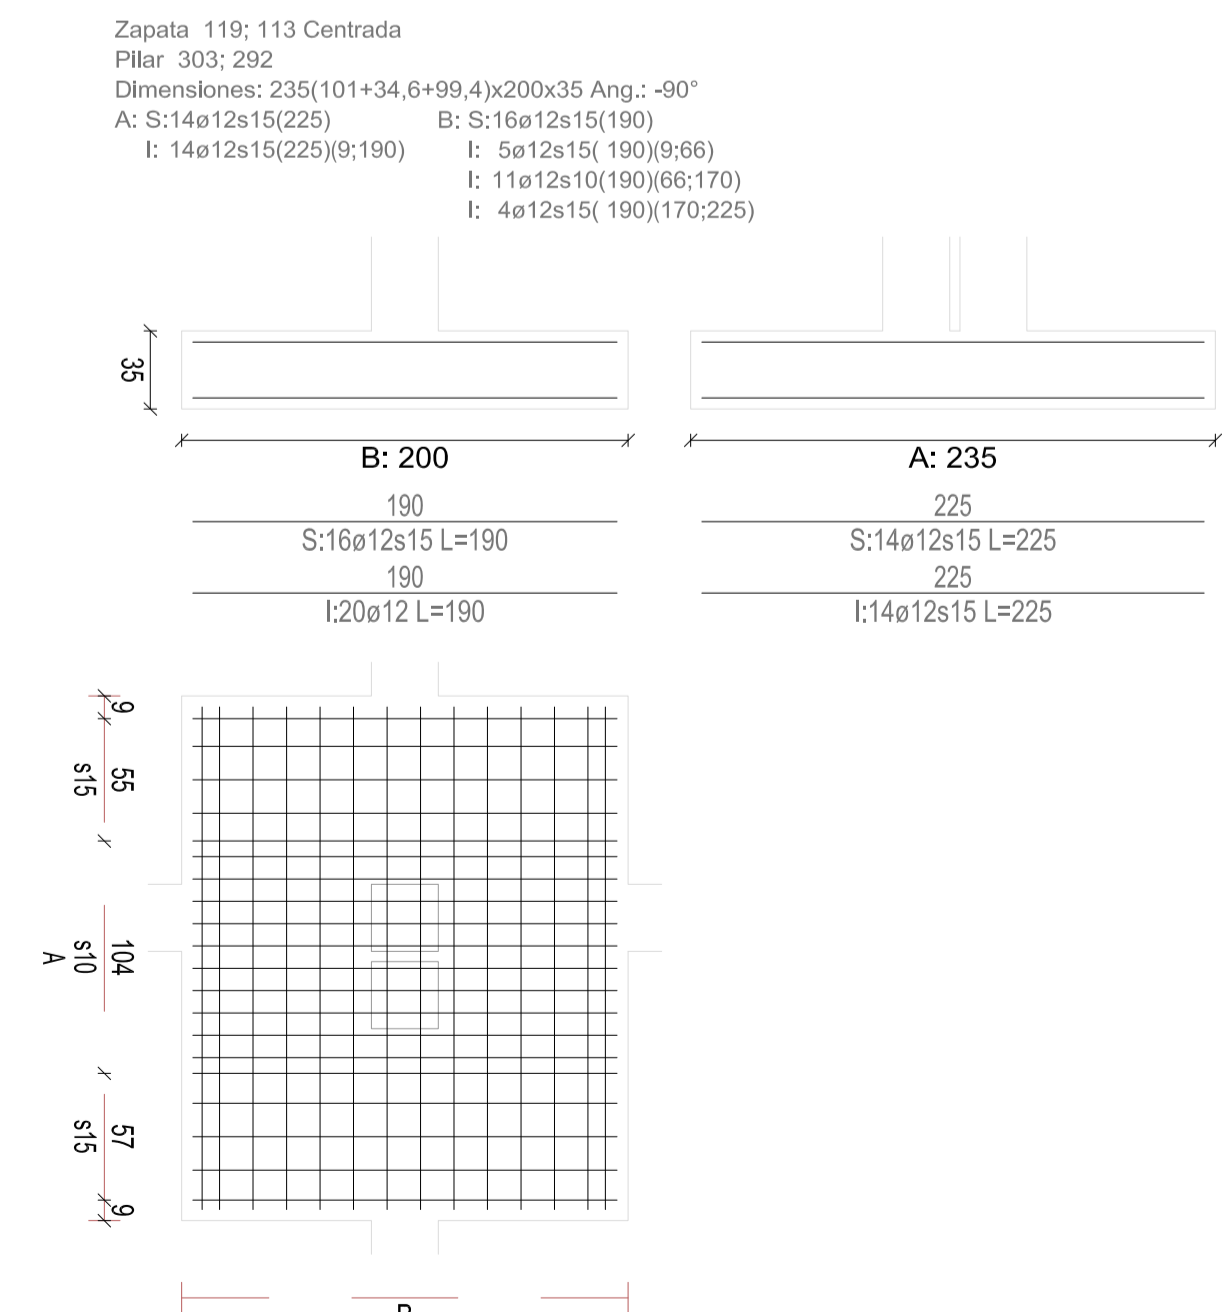 Zapata 119; 113 Centrada
Pilar 303; 292
Dimensiones: 235(101+34,6+99,4)x200x35 Ang.: -90°
A: S:14ø12s15(225) B: S:16ø12s15(190)
I: 14ø12s15(225)(9;190) I: 5ø12s15( 190)(9;66)
I: 11ø12s10(190)(66;170)
I: 4ø12s15( 190)(170;225)
35
B: 200 A: 235
190 225
S:16ø12s15 L=190 S:14ø12s15 L=225
190 225
I:20ø12 L=190 I:14ø12s15 L=225
9
55
s15
104
s10
A
57
s15
9
B